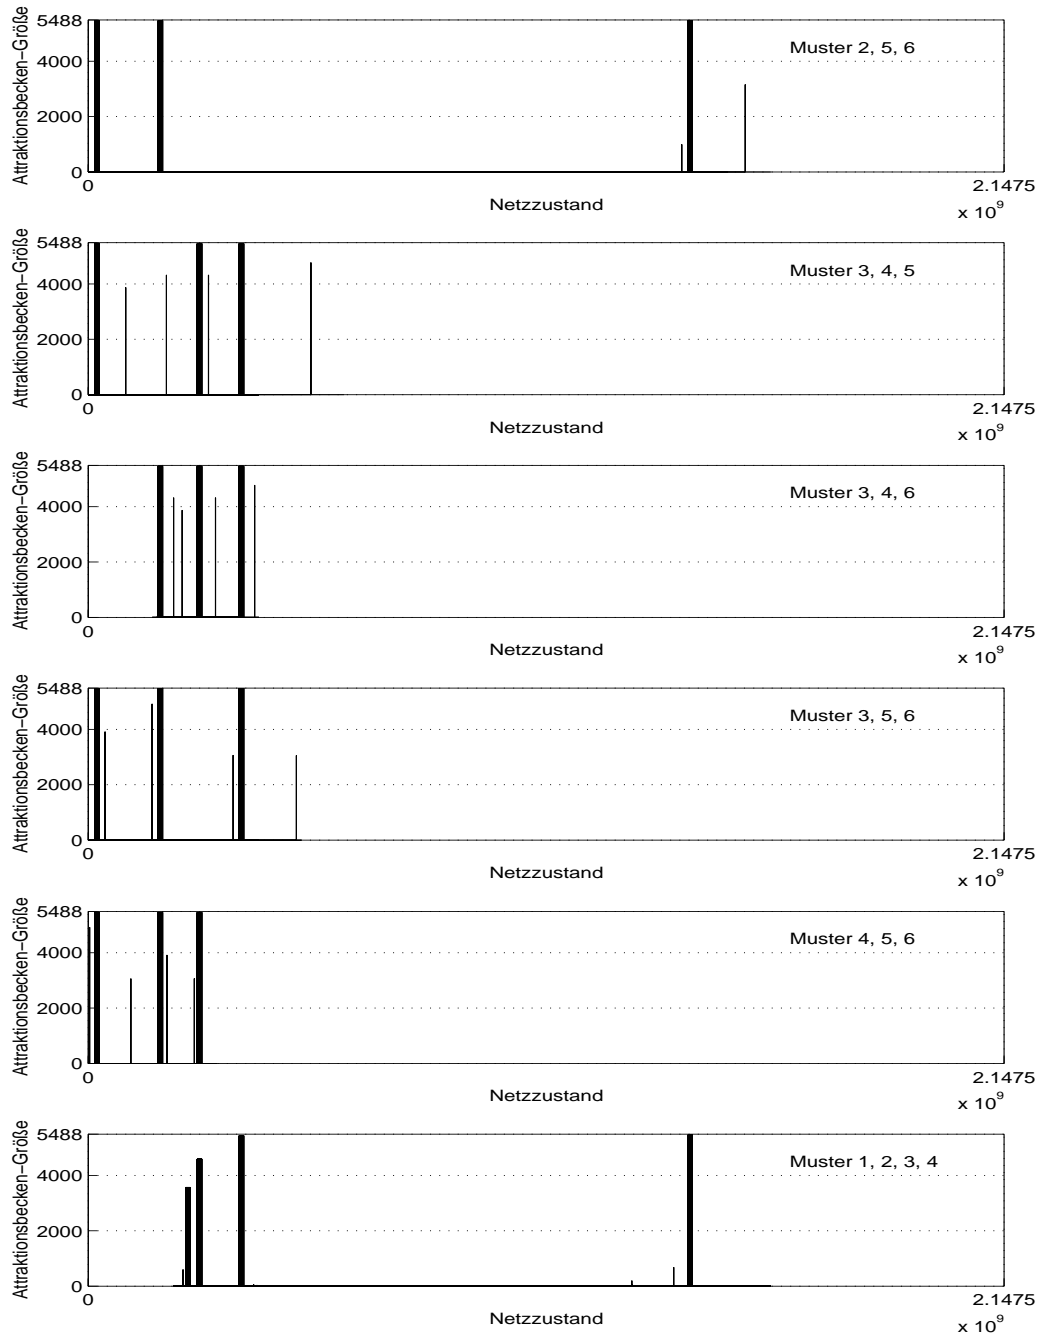 Attraktionsbecken−Größe
5488
4000
2000
0
Muster 2, 5, 6
0
2.1475
Netzzustand
x 10^9
Attraktionsbecken−Größe
5488
4000
2000
0
Muster 3, 4, 5
0
2.1475
Netzzustand
x 10^9
Attraktionsbecken−Größe
5488
4000
2000
0
Muster 3, 4, 6
0
2.1475
Netzzustand
x 10^9
Attraktionsbecken−Größe
5488
4000
2000
0
Muster 3, 5, 6
0
2.1475
Netzzustand
x 10^9
Attraktionsbecken−Größe
5488
4000
2000
0
Muster 4, 5, 6
0
2.1475
Netzzustand
x 10^9
Attraktionsbecken−Größe
5488
4000
2000
0
Muster 1, 2, 3, 4
0
2.1475
Netzzustand
x 10^9